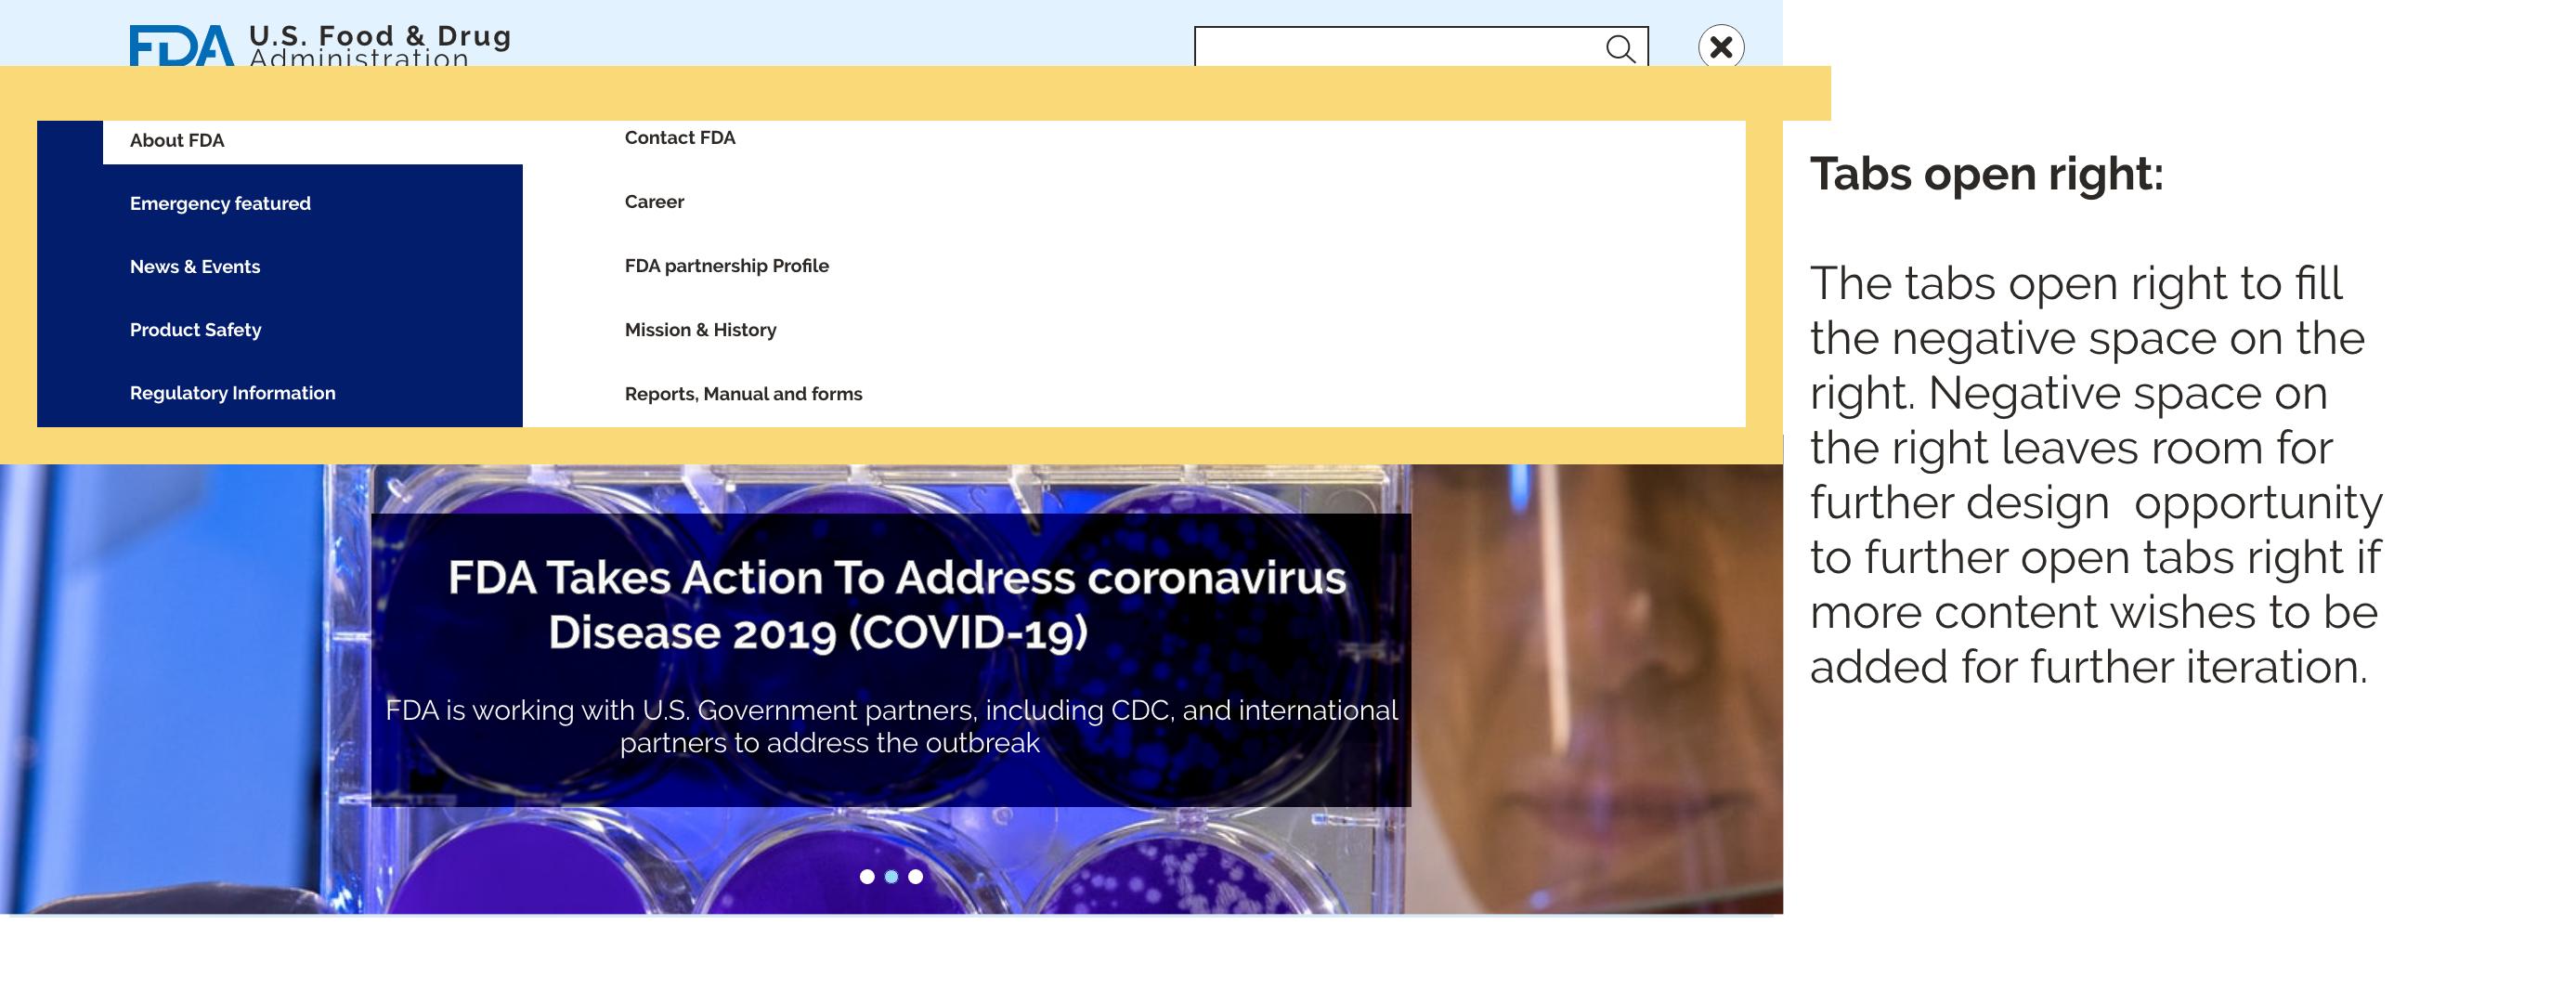 FDA U.S. Food & Drug
Administration
About FDA
Emergency featured
News & Events
Product Safety
Regulatory Information
Contact FDA
Career
FDA partnership Profile
Mission & History
Reports, Manual and forms
FDA Takes Action To Address coronavirus
Disease 2019 (COVID-19)
FDA is working with U.S. Government partners, including CDC, and international
partners to address the outbreak
Tabs open right:
The tabs open right to fill
the negative space on the
right. Negative space on
the right leaves room for
further design  opportunity
to further open tabs right if
more content wishes to be
added for further iteration.